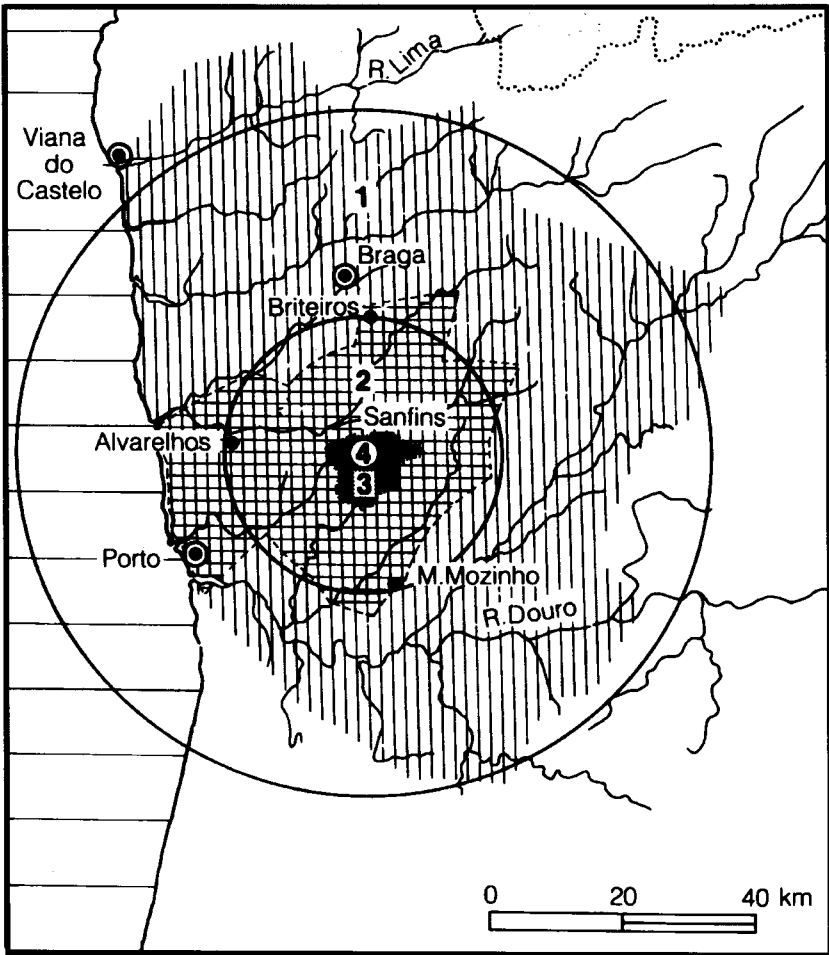 R. Lima
Viana
do
Castelo
1
Braga
Briteiros
2
Sanfins
Alvarelhos
4
3
Porto
M.Mozinho
R.Douro
0 20 40 km